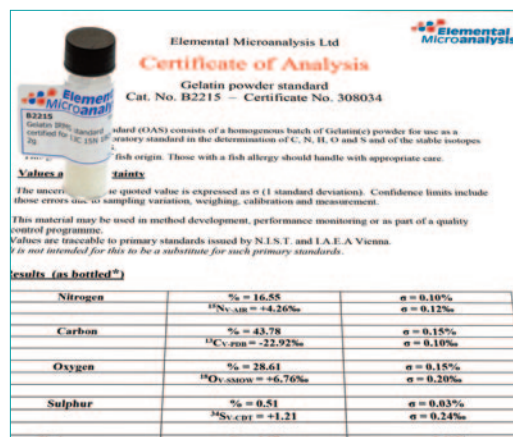 Elemental
Microanalysis
Elemental Microanalysis Ltd
Certificate of Analysis
Gelatin powder standard
Cat. No. B2215 – Certificate No. 308034
Elemental
Microanaly
B2215
Gelatin IRMS standard
certified for 13C 15N
2g.
dard (OAS) consists of a homogenous batch of Gelatin(e) powder for use as a
oratory standard in the determination of C, N, H, O and S and of the stable isotopes
fish origin. Those with a fish allergy should handle with appropriate care.
Values a tainty
The uncer e quoted value is expressed as σ (1 standard deviation). Confidence limits include
those errors due to sampling variation, weighing, calibration and measurement.
This material may be used in method development, performance monitoring or as part of a quality
control programme.
Values are traceable to primary standards issued by N.I.S.T. and I.A.E.A Vienna.
It is not intended for this to be a substitute for such primary standards.
Results (as bottled*)
Nitrogen % = 16.55 σ = 0.10%
¹⁵Nv-AIR = +4.26‰ σ = 0.12‰
Carbon % = 43.78 σ = 0.15%
¹³Cv-PDB = -22.92‰ σ = 0.10‰
Oxygen % = 28.61 σ = 0.15%
¹⁸Ov-SMOW = +6.76‰ σ = 0.20‰
Sulphur % = 0.51 σ = 0.03%
³⁴Sv-CDT = +1.21 σ = 0.24‰